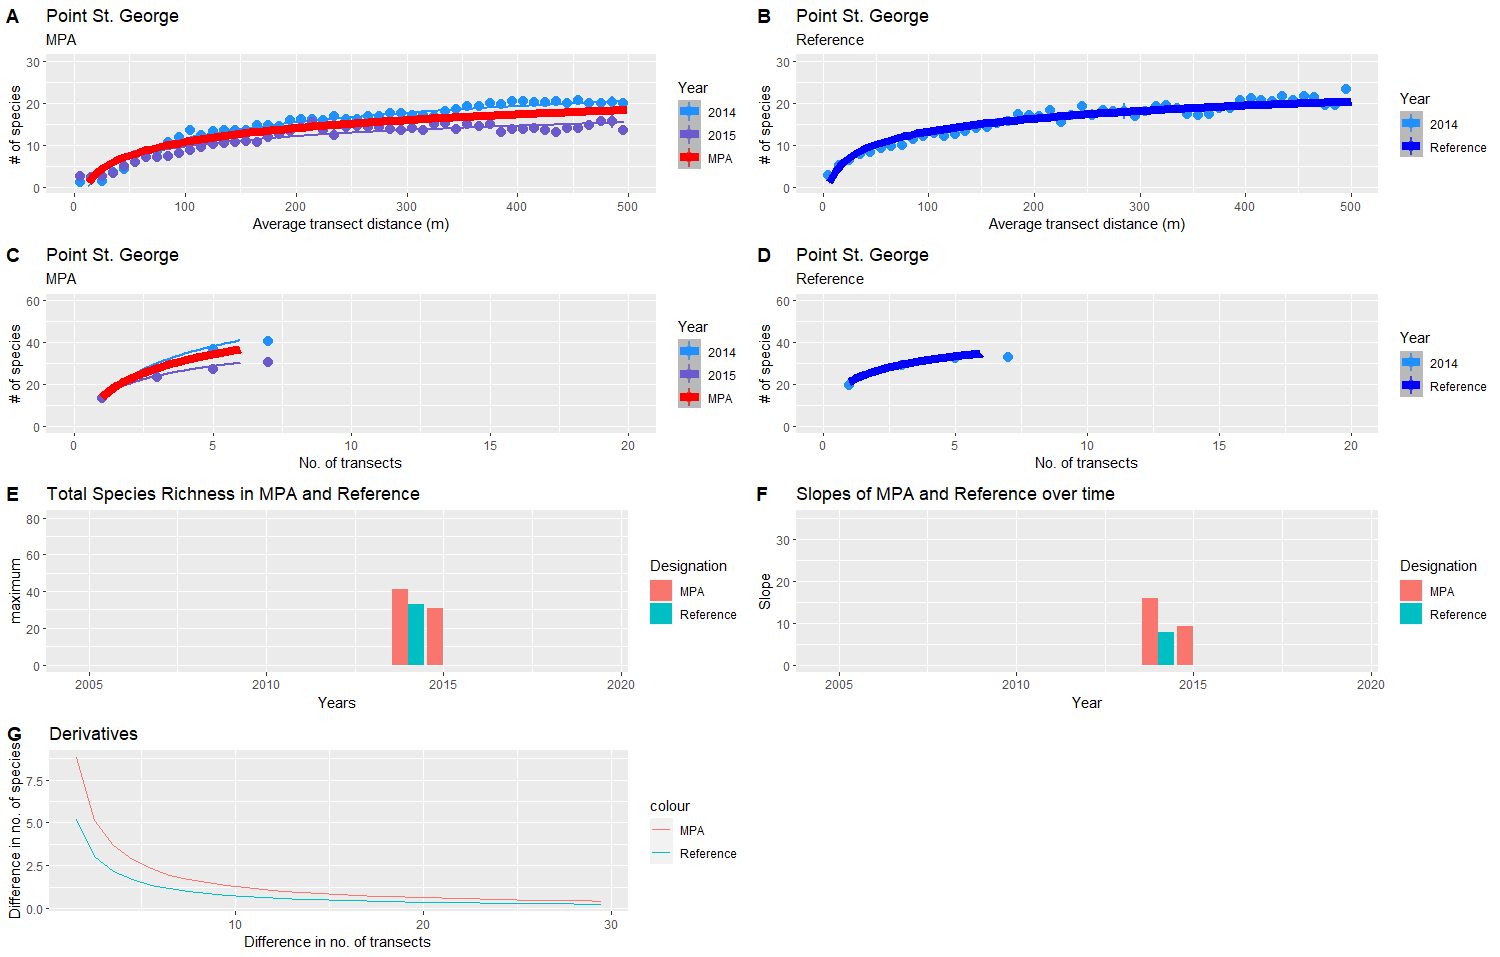 A Point St. George
MPA
30
20
10
0
# of species
0 100 200 300 400 500
Average transect distance (m)
Year
2014
2015
MPA
B Point St. George
Reference
30
20
10
0
# of species
0 100 200 300 400 500
Average transect distance (m)
Year
2014
Reference
C Point St. George
MPA
60
40
20
0
# of species
0 5 10 15 20
No. of transects
Year
2014
2015
MPA
D Point St. George
Reference
60
40
20
0
# of species
0 5 10 15 20
No. of transects
Year
2014
Reference
E Total Species Richness in MPA and Reference
80
60
40
20
0
maximum
2005 2010 2015 2020
Years
Designation
MPA
Reference
F Slopes of MPA and Reference over time
30
20
10
0
Slope
2005 2010 2015 2020
Year
Designation
MPA
Reference
G Derivatives
7.5
5.0
2.5
0.0
Difference in no. of species
10 20 30
Difference in no. of transects
colour
MPA
Reference